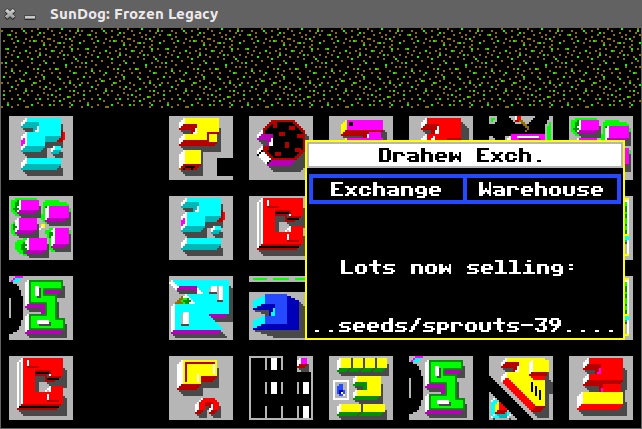 SunDog: Frozen Legacy
Drahew Exch.
Exchange Warehouse
Lots now selling:
..seeds/sprouts-39....